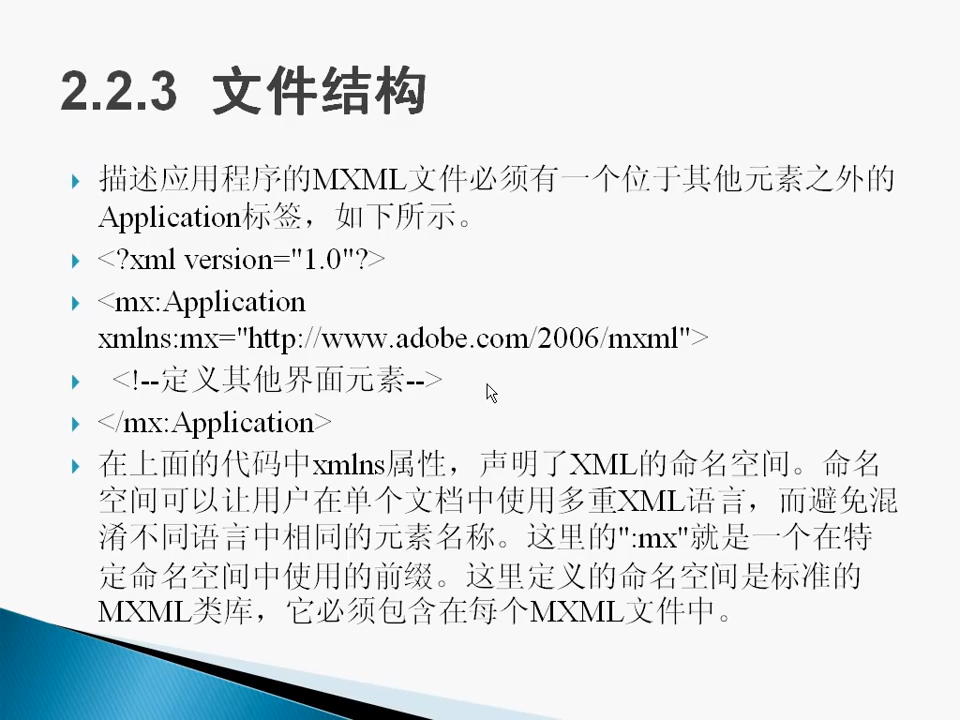 2.2.3 文件结构
描述应用程序的MXML文件必须有一个位于其他元素之外的
Application标签，如下所示。
<?xml version="1.0"?>
<mx:Application
xmlns:mx="http://www.adobe.com/2006/mxml">
<!--定义其他界面元素-->
</mx:Application>
在上面的代码中xmlns属性，声明了XML的命名空间。命名
空间可以让用户在单个文档中使用多重XML语言，而避免混
淆不同语言中相同的元素名称。这里的":mx"就是一个在特
定命名空间中使用的前缀。这里定义的命名空间是标准的
MXML类库，它必须包含在每个MXML文件中。